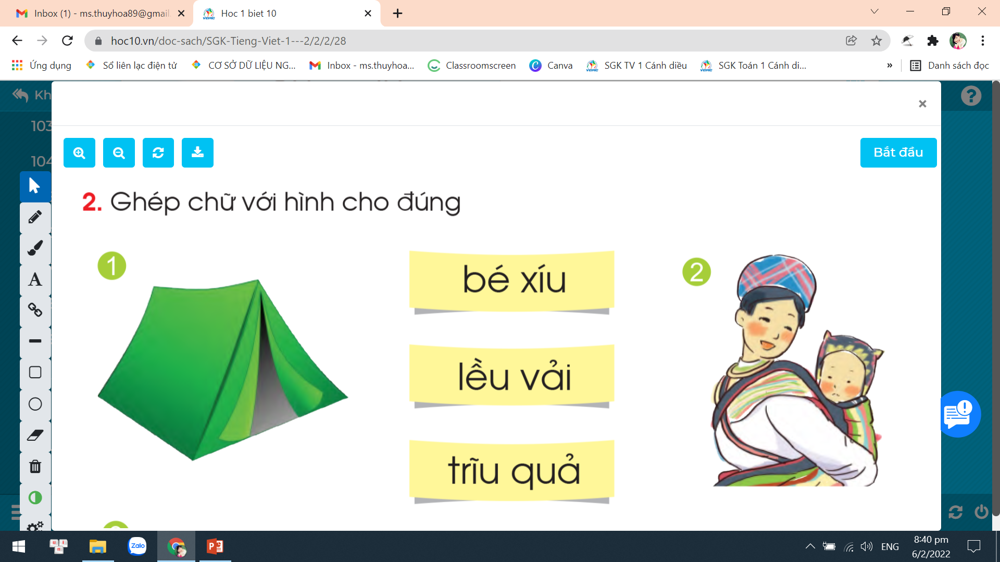 Inbox (1) - ms.thuyhoa89@gmail.
Hoc 1 biet 10
hoc10.vn/doc-sach/SGK-Tieng-Viet-1---2/2/2/28
Ứng dụng
Sổ liên lạc điện tử
CƠ SỞ DỮ LIỆU NG...
Inbox - ms.thuyhoa...
Classroomscreen
Canva
SGK TV 1 Cánh diều
SGK Toán 1 Cánh di...
»
Danh sách đọc
Kh
103
104
Bắt đầu
2. Ghép chữ với hình cho đúng
1
bé xíu
2
lều vải
trĩu quả
A
Zalo
ENG
8:40 pm
6/2/2022